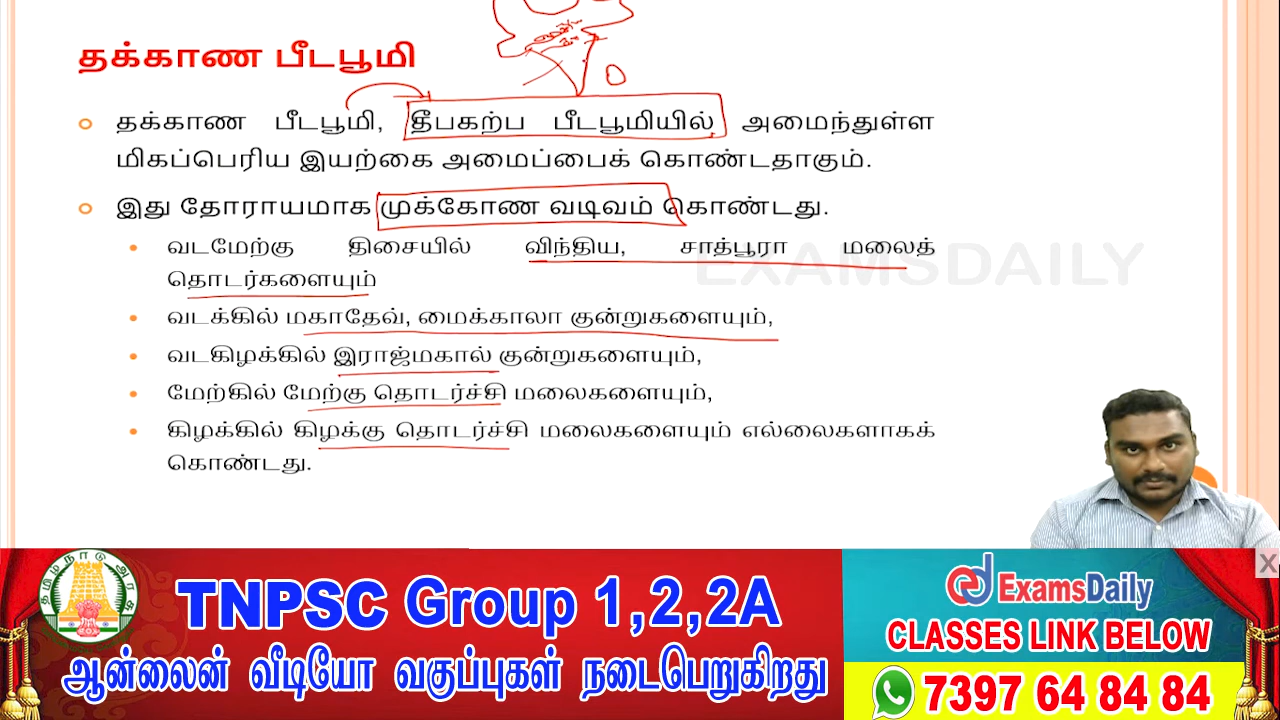 தக்காண பீடபூமி
தக்காண பீடபூமி, தீபகற்ப பீடபூமியில் அமைந்துள்ள
மிகப்பெரிய இயற்கை அமைப்பைக் கொண்டதாகும்.
இது தோராயமாக முக்கோண வடிவம் கொண்டது.
வடமேற்கு திசையில் விந்திய, சாத்பூரா மலைத்
தொடர்களையும்
வடக்கில் மகாதேவ், மைக்காலா குன்றுகளையும்,
வடகிழக்கில் இராஜ்மகால் குன்றுகளையும்,
மேற்கில் மேற்கு தொடர்ச்சி மலைகளையும்,
கிழக்கில் கிழக்கு தொடர்ச்சி மலைகளையும் எல்லைகளாகக்
கொண்டது.
EXAMSDAILY
தமிழ்நாடு அரசு
TNPSC Group 1,2,2A
ஆன்லைன் வீடியோ வகுப்புகள் நடைபெறுகிறது
ExamsDaily
CLASSES LINK BELOW
7397 64 84 84
X